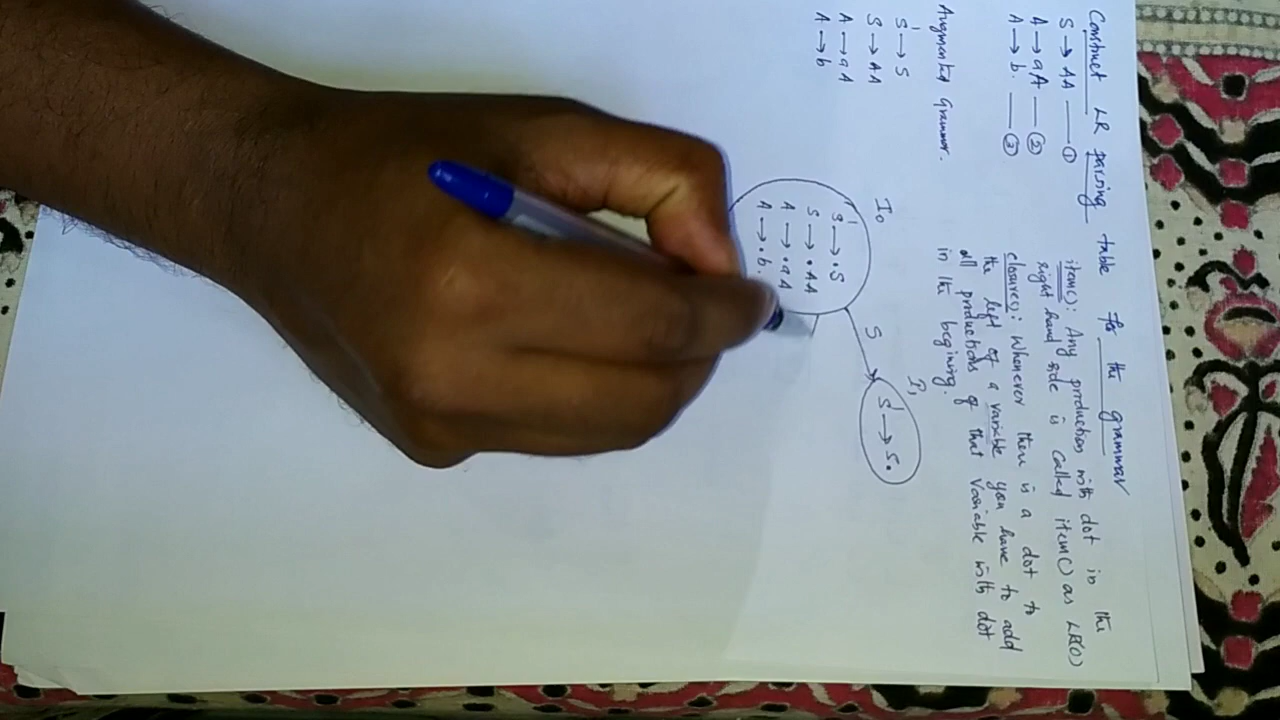 Construct LR parsing table for the grammar
S → AA —— ①
A → aA —— ②
A → b. —— ③
item(): Any production with dot in the
right hand side is called item() as LR(0)
closure(): Whenever there is a dot to
the left of a variable you have to add
all productions of that variable with dot
in the begining.
Augmented Grammar.
S' → S
S → AA
A → aA
A → b
I0
S' → .S
S → .AA
A → .aA
A → .b.
S
I1
S' → S.